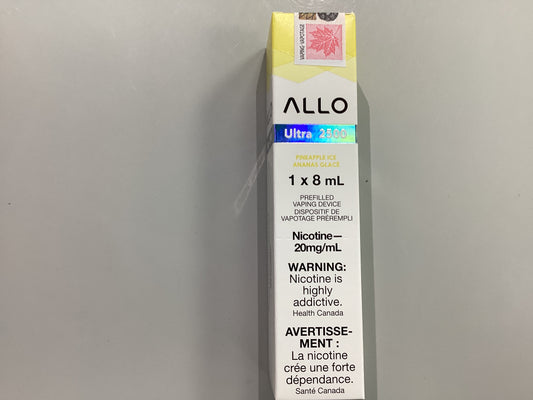 VAPING·VAPOTAGE
ALLO
Ultra 2500
PINEAPPLE ICE
ANANAS GLACÉ
1 x 8 mL
PREFILLED
VAPING DEVICE
DISPOSITIF DE
VAPOTAGE PRÉREMPLI
Nicotine—
20mg/mL
WARNING:
Nicotine is
highly
addictive.
Health Canada
AVERTISSE-
MENT :
La nicotine
crée une forte
dépendance.
Santé Canada